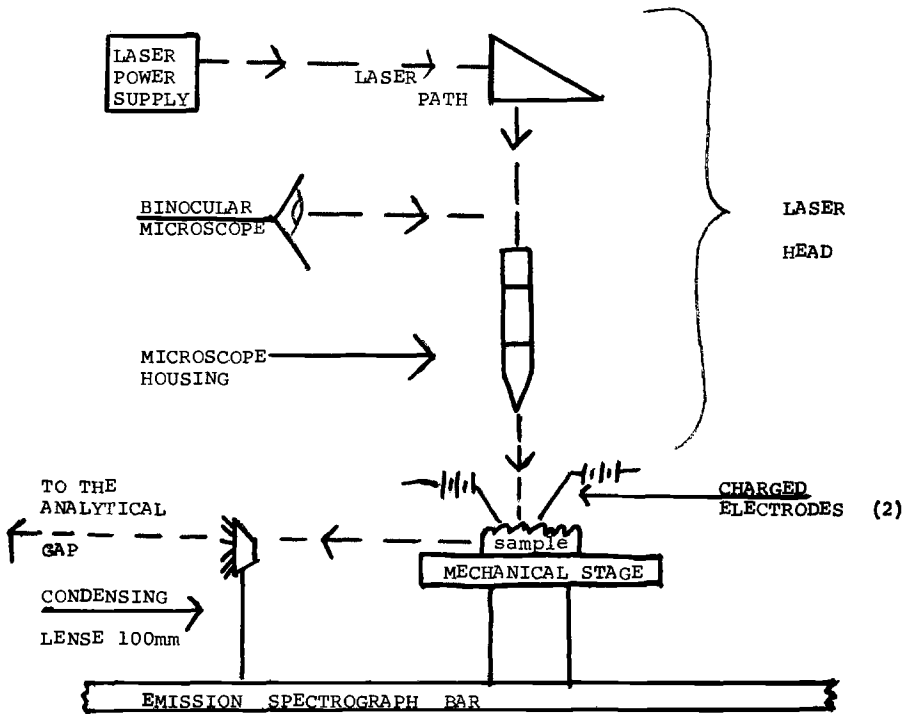 LASER
POWER
SUPPLY
LASER
PATH
BINOCULAR
MICROSCOPE
LASER
HEAD
MICROSCOPE
HOUSING
TO THE
ANALYTICAL
GAP
CHARGED
ELECTRODES (2)
sample
MECHANICAL STAGE
CONDENSING
LENSE 100mm
EMISSION SPECTROGRAPH BAR